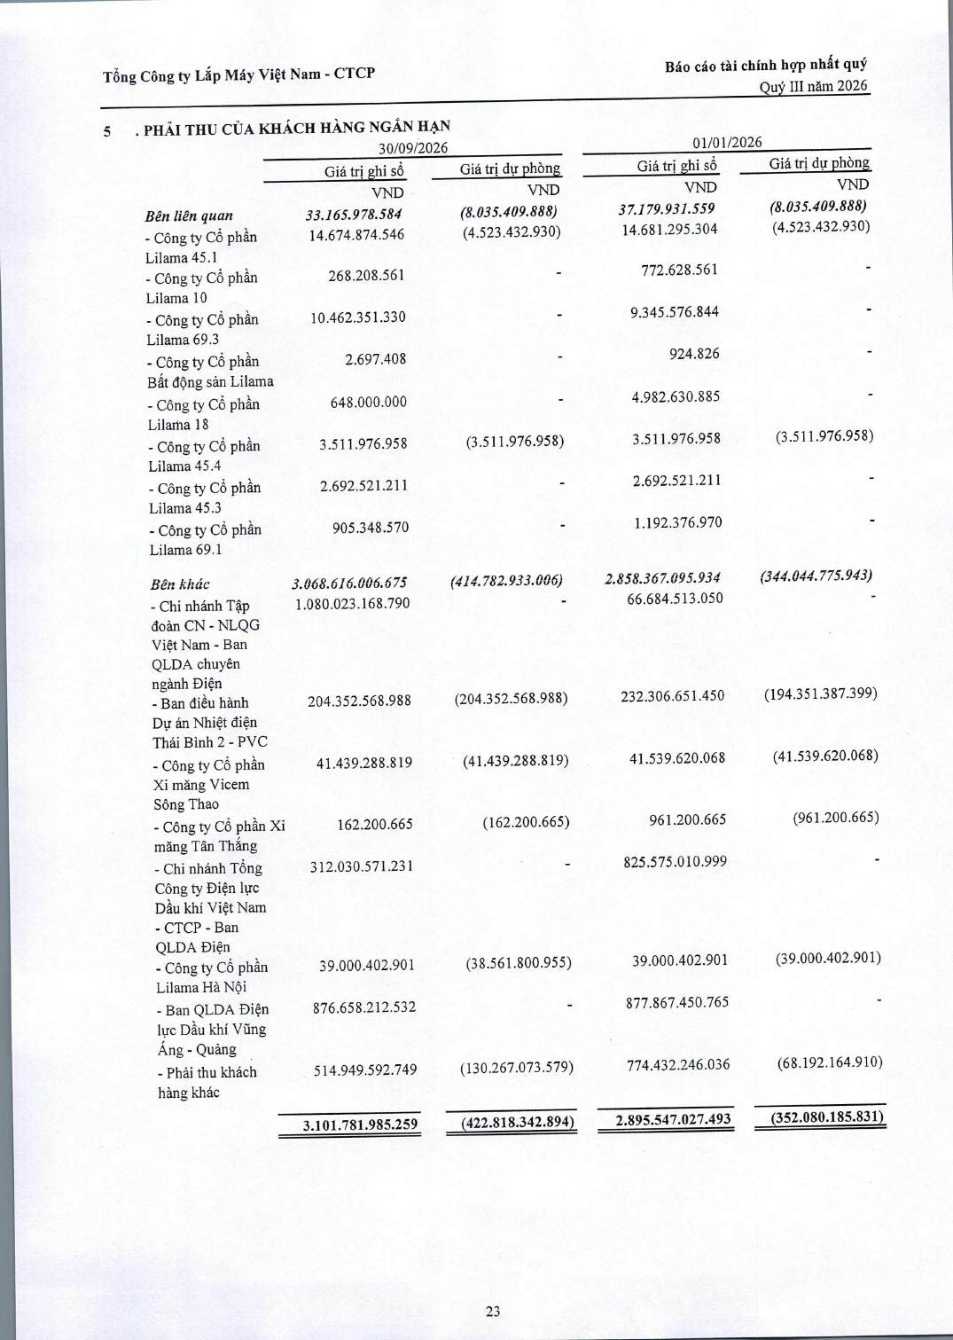 Tổng Công ty Lắp Máy Việt Nam - CTCP
Báo cáo tài chính hợp nhất quý
Quý III năm 2026
5 . PHẢI THU CỦA KHÁCH HÀNG NGẮN HẠN
30/09/2026 01/01/2026
Giá trị ghi sổ Giá trị dự phòng Giá trị ghi sổ Giá trị dự phòng
VND VND VND VND
Bên liên quan 33.165.978.584 (8.035.409.888) 37.179.931.559 (8.035.409.888)
- Công ty Cổ phần 14.674.874.546 (4.523.432.930) 14.681.295.304 (4.523.432.930)
Lilama 45.1
- Công ty Cổ phần 268.208.561 - 772.628.561 -
Lilama 10
- Công ty Cổ phần 10.462.351.330 - 9.345.576.844 -
Lilama 69.3
- Công ty Cổ phần 2.697.408 - 924.826 -
Bất động sản Lilama
- Công ty Cổ phần 648.000.000 - 4.982.630.885 -
Lilama 18
- Công ty Cổ phần 3.511.976.958 (3.511.976.958) 3.511.976.958 (3.511.976.958)
Lilama 45.4
- Công ty Cổ phần 2.692.521.211 - 2.692.521.211 -
Lilama 45.3
- Công ty Cổ phần 905.348.570 - 1.192.376.970 -
Lilama 69.1
Bên khác 3.068.616.006.675 (414.782.933.006) 2.858.367.095.934 (344.044.775.943)
- Chi nhánh Tập 1.080.023.168.790 - 66.684.513.050 -
đoàn CN - NLQG
Việt Nam - Ban
QLDA chuyên
ngành Điện
- Ban điều hành 204.352.568.988 (204.352.568.988) 232.306.651.450 (194.351.387.399)
Dự án Nhiệt điện
Thái Bình 2 - PVC
- Công ty Cổ phần 41.439.288.819 (41.439.288.819) 41.539.620.068 (41.539.620.068)
Xi măng Vicem
Sông Thao
- Công ty Cổ phần Xi 162.200.665 (162.200.665) 961.200.665 (961.200.665)
măng Tân Thắng
- Chi nhánh Tổng 312.030.571.231 - 825.575.010.999 -
Công ty Điện lực
Dầu khí Việt Nam
- CTCP - Ban
QLDA Điện
- Công ty Cổ phần 39.000.402.901 (38.561.800.955) 39.000.402.901 (39.000.402.901)
Lilama Hà Nội
- Ban QLDA Điện 876.658.212.532 - 877.867.450.765 -
lực Dầu khí Vũng
Áng - Quảng
- Phải thu khách 514.949.592.749 (130.267.073.579) 774.432.246.036 (68.192.164.910)
hàng khác
3.101.781.985.259 (422.818.342.894) 2.895.547.027.493 (352.080.185.831)
23